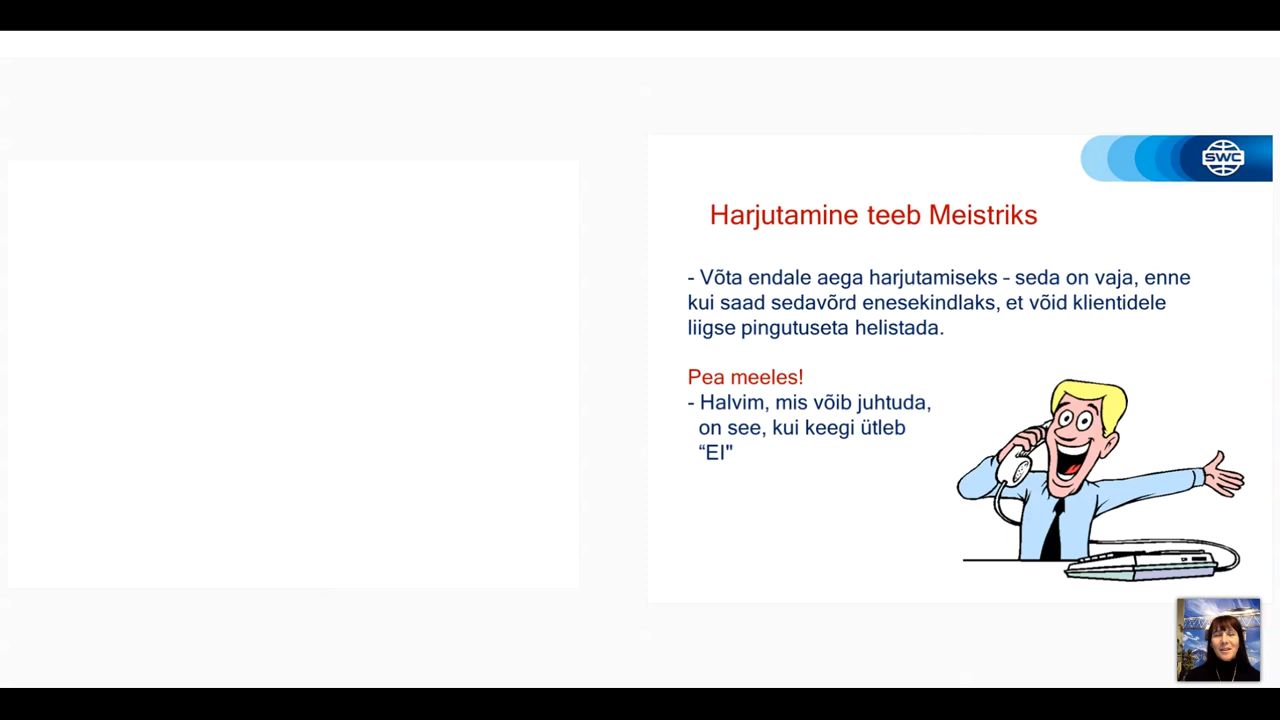 SWC
Harjutamine teeb Meistriks
- Võta endale aega harjutamiseks - seda on vaja, enne
kui saad sedavõrd enesekindlaks, et võid klientidele
liigse pingutuseta helistada.
Pea meeles!
- Halvim, mis võib juhtuda,
on see, kui keegi ütleb
“EI"